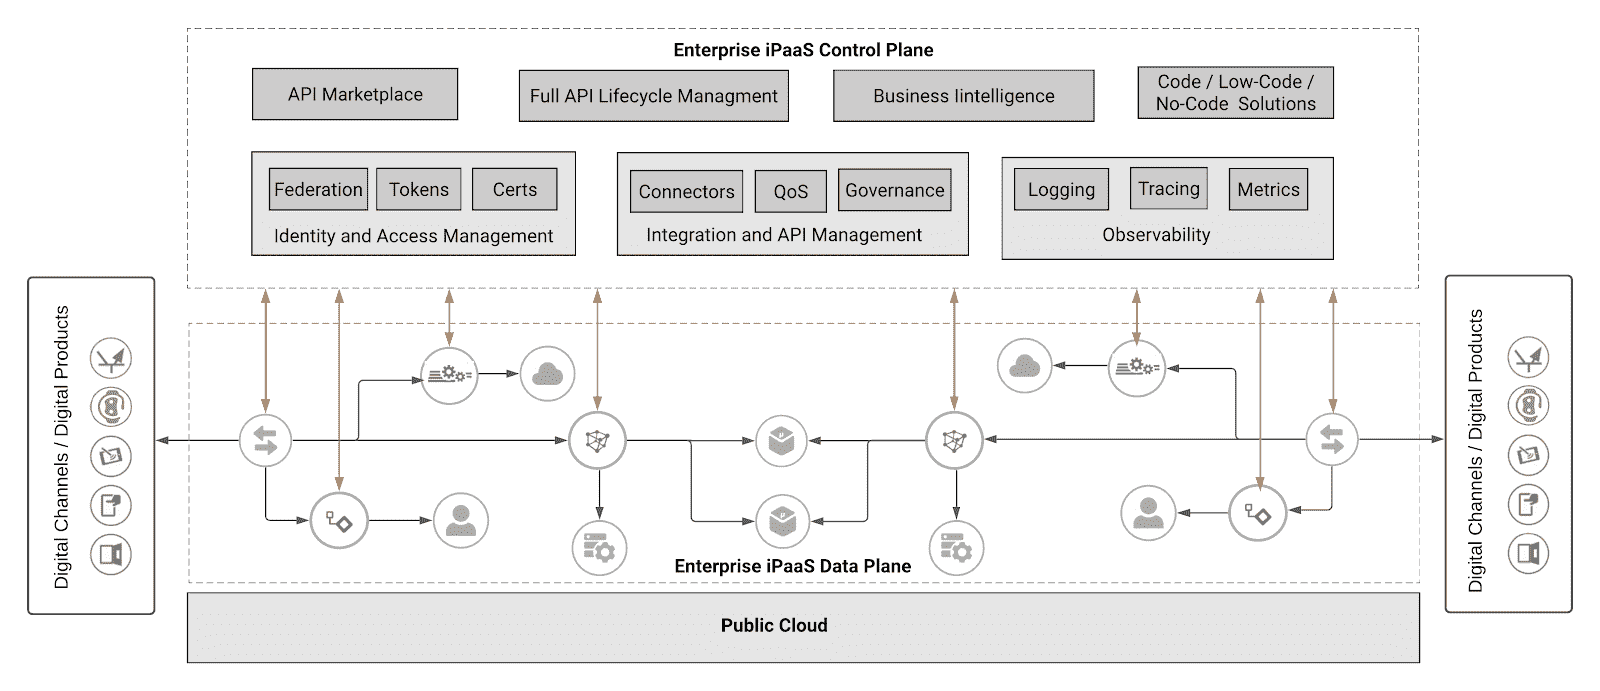 Enterprise iPaaS Control Plane
API Marketplace
Full API Lifecycle Managment
Business Iintelligence
Code / Low-Code /
No-Code Solutions
Federation
Tokens
Certs
Identity and Access Management
Connectors
QoS
Governance
Integration and API Management
Logging
Tracing
Metrics
Observability
Digital Channels / Digital Products
Digital Channels / Digital Products
Enterprise iPaaS Data Plane
Public Cloud